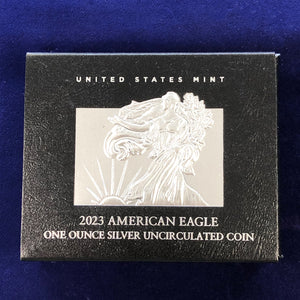 UNITED STATES MINT
2023 AMERICAN EAGLE
ONE OUNCE SILVER UNCIRCULATED COIN